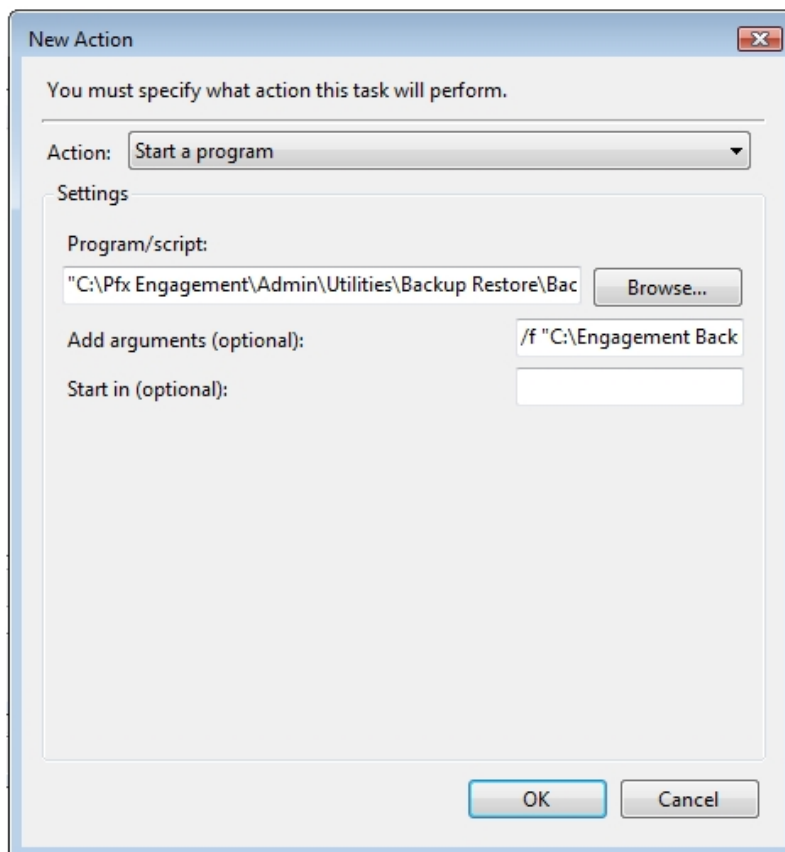 New Action
You must specify what action this task will perform.
Action: Start a program
Settings
Program/script:
"C:\Pfx Engagement\Admin\Utilities\Backup Restore\Bac
Browse...
Add arguments (optional): /f "C:\Engagement Back
Start in (optional):
OK Cancel